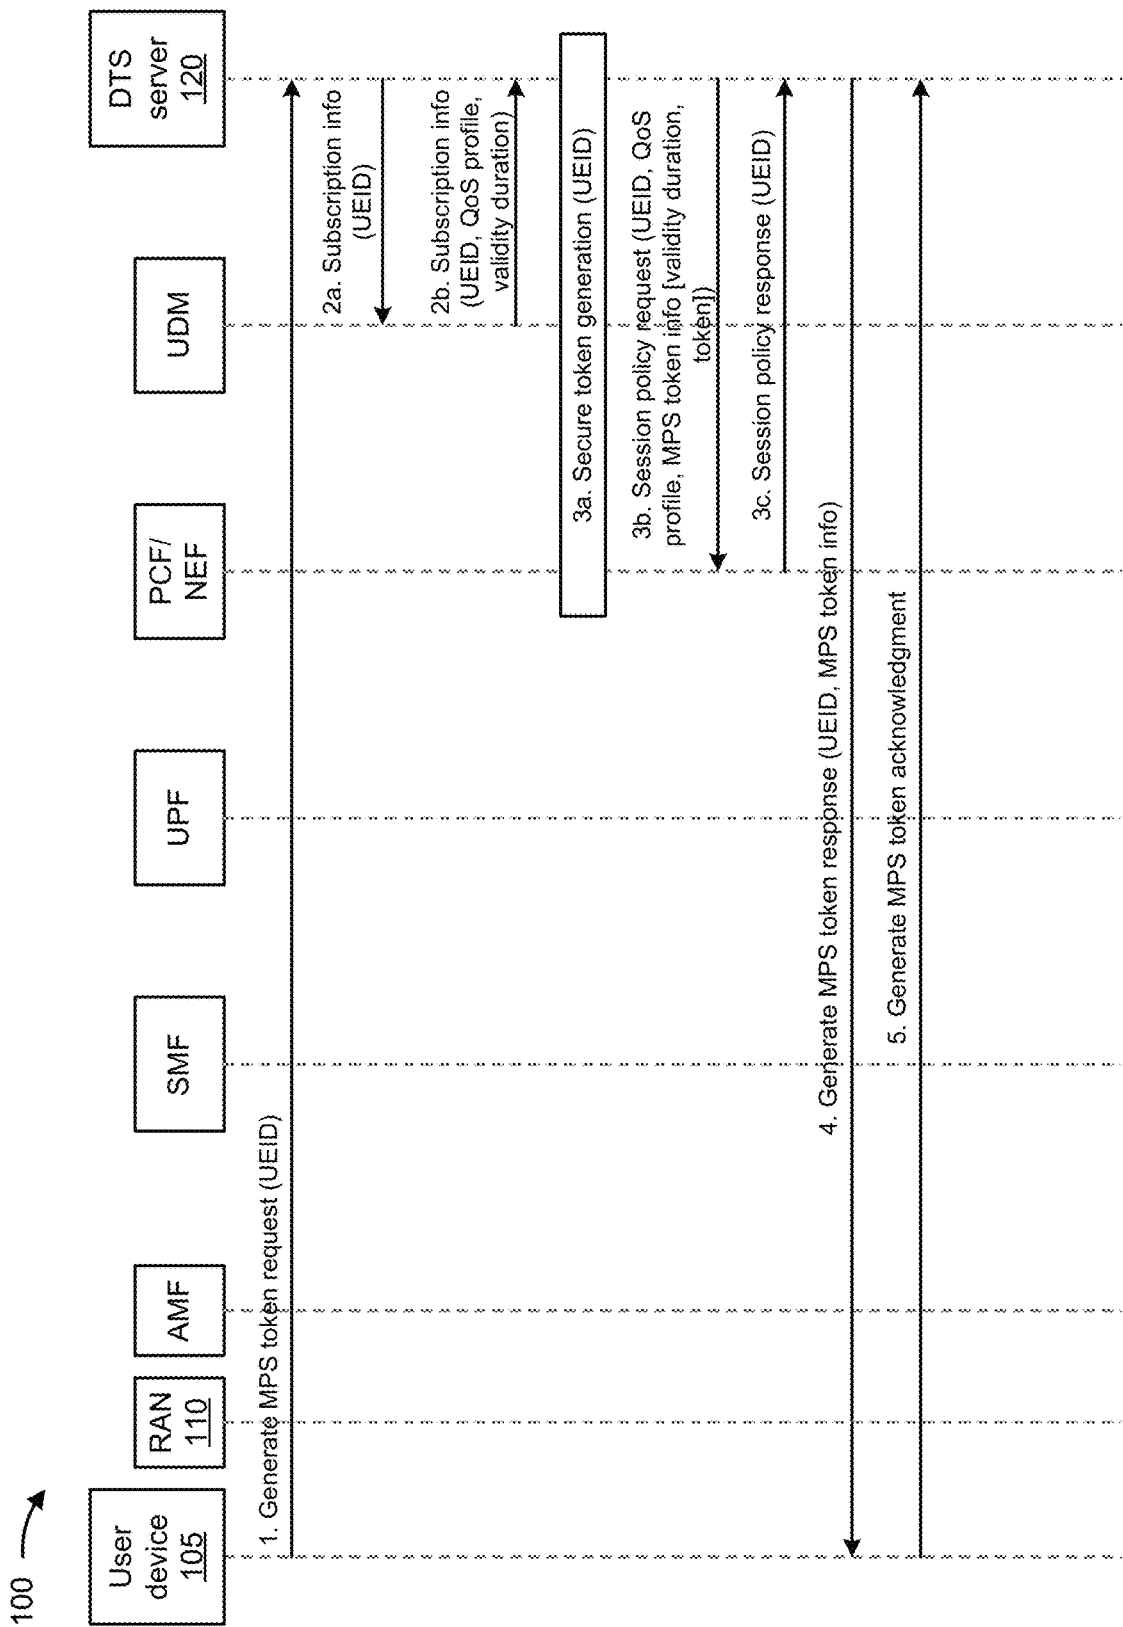 100
User
device
105
RAN
110
AMF
SMF
UPF
PCF/
NEF
UDM
DTS
server
120
1. Generate MPS token request (UEID)
2a. Subscription info
(UEID)
2b. Subscription info
(UEID, QoS profile,
validity duration)
3a. Secure token generation (UEID)
3b. Session policy request (UEID, QoS
profile, MPS token info [validity duration,
token])
3c. Session policy response (UEID)
4. Generate MPS token response (UEID, MPS token info)
5. Generate MPS token acknowledgment